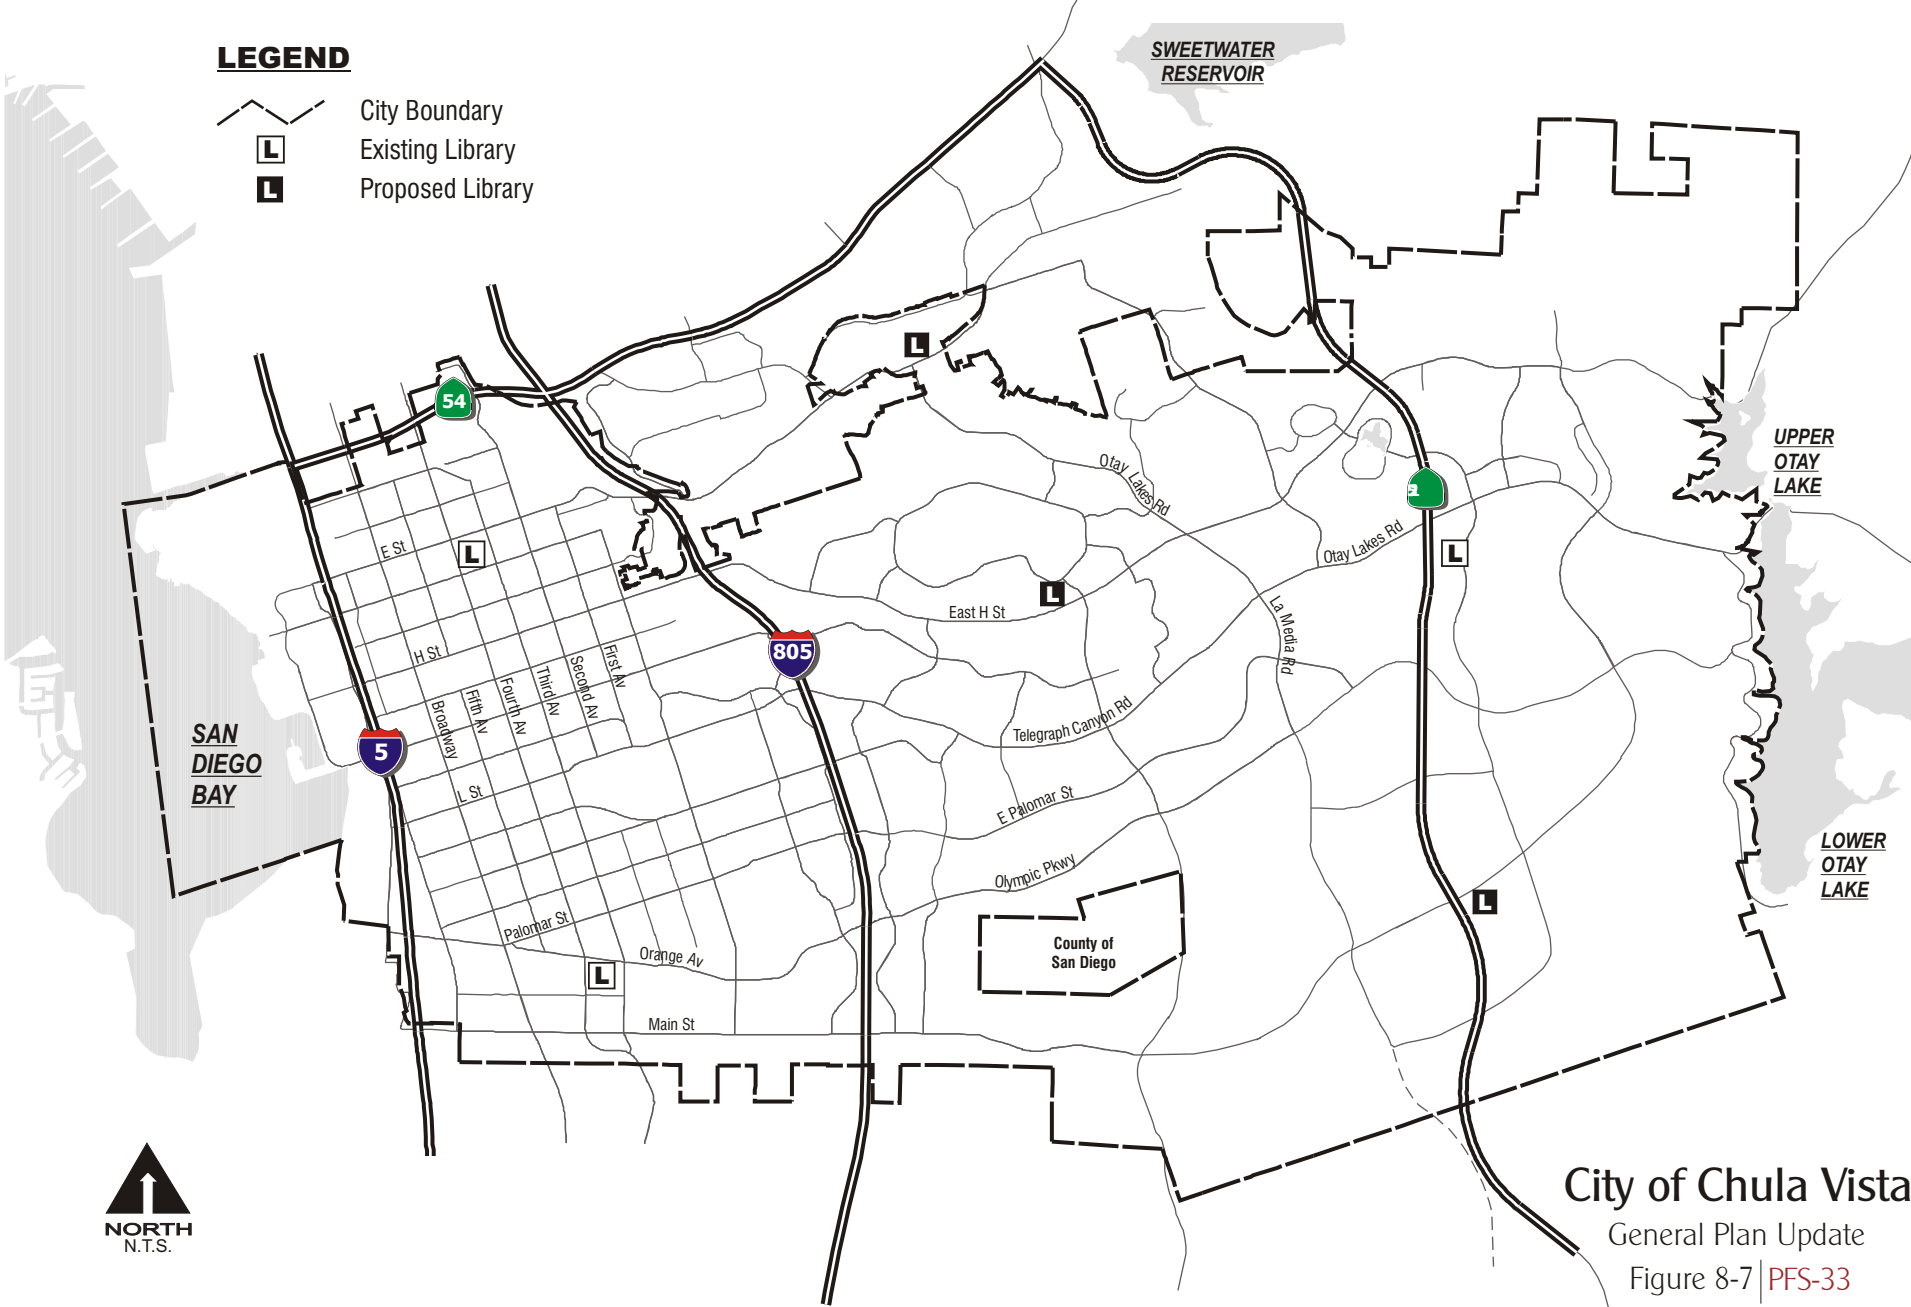 LEGEND
City Boundary
L
Existing Library
L
Proposed Library
SWEETWATER
RESERVOIR
L
54
UPPER
OTAY
LAKE
Otay Lakes Rd
Otay Lakes Rd
E St
L
L
L
East H St
La Media Rd
H St
805
First Av
Second Av
Third Av
Fourth Av
Fifth Av
Broadway
SAN
DIEGO
BAY
5
Telegraph Canyon Rd
L St
E Palomar St
LOWER
OTAY
LAKE
Olympic Pkwy
L
Palomar St
Orange Av
County of
San Diego
L
Main St
NORTH
N.T.S.
City of Chula Vista
General Plan Update
Figure 8-7 | PFS-33